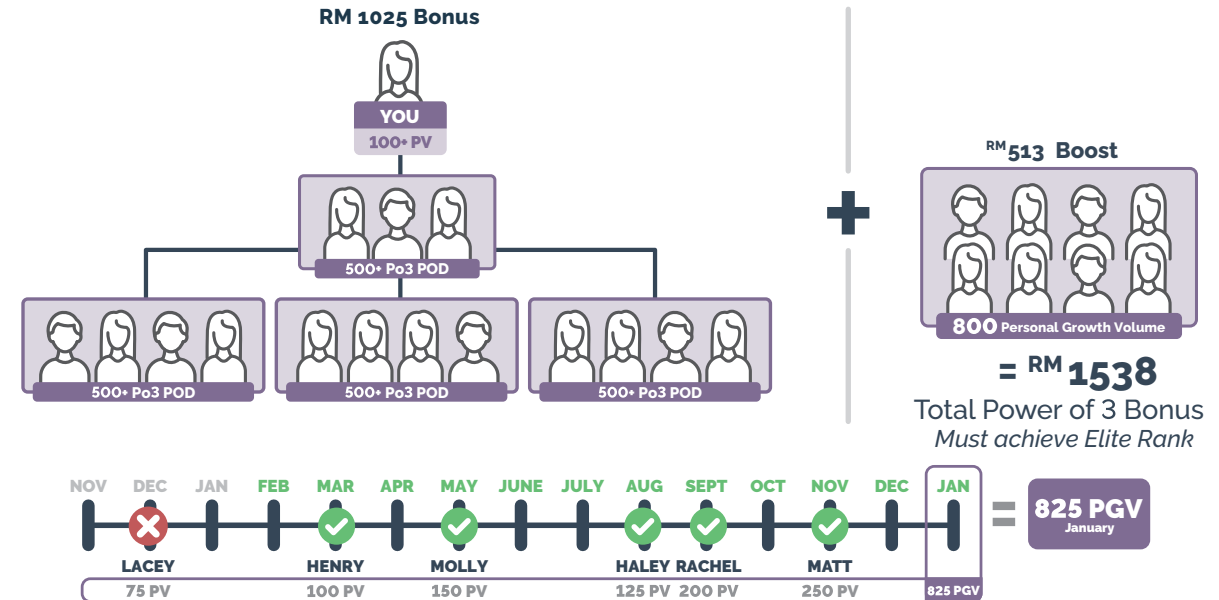 RM 1025 Bonus
YOU
100+ PV
500+ Po3 POD
500+ Po3 POD
500+ Po3 POD
500+ Po3 POD
RM513 Boost
800 Personal Growth Volume
= RM 1538
Total Power of 3 Bonus
Must achieve Elite Rank
NOV DEC JAN FEB MAR APR MAY JUNE JULY AUG SEPT OCT NOV DEC JAN
LACEY HENRY MOLLY HALEY RACHEL MATT
75 PV 100 PV 150 PV 125 PV 200 PV 250 PV 825 PGV
= 825 PGV
January